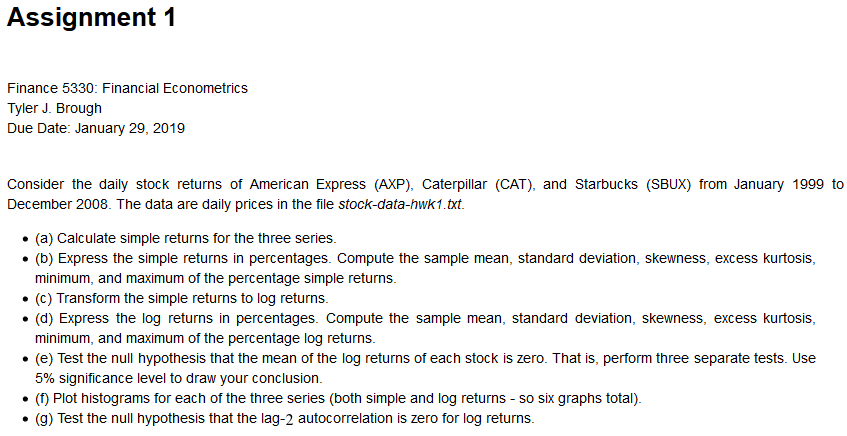 Assignment 1
Finance 5330: Financial Econometrics
Tyler J. Brough
Due Date: January 29, 2019
Consider the daily stock returns of American Express (AXP), Caterpillar (CAT), and Starbucks (SBUX) from January 1999 to
December 2008. The data are daily prices in the file stock-data-hwk1.txt.
• (a) Calculate simple returns for the three series.
• (b) Express the simple returns in percentages. Compute the sample mean, standard deviation, skewness, excess kurtosis,
minimum, and maximum of the percentage simple returns.
• (c) Transform the simple returns to log returns.
• (d) Express the log returns in percentages. Compute the sample mean, standard deviation, skewness, excess kurtosis,
minimum, and maximum of the percentage log returns.
• (e) Test the null hypothesis that the mean of the log returns of each stock is zero. That is, perform three separate tests. Use
5% significance level to draw your conclusion.
• (f) Plot histograms for each of the three series (both simple and log returns - so six graphs total).
• (g) Test the null hypothesis that the lag-2 autocorrelation is zero for log returns.